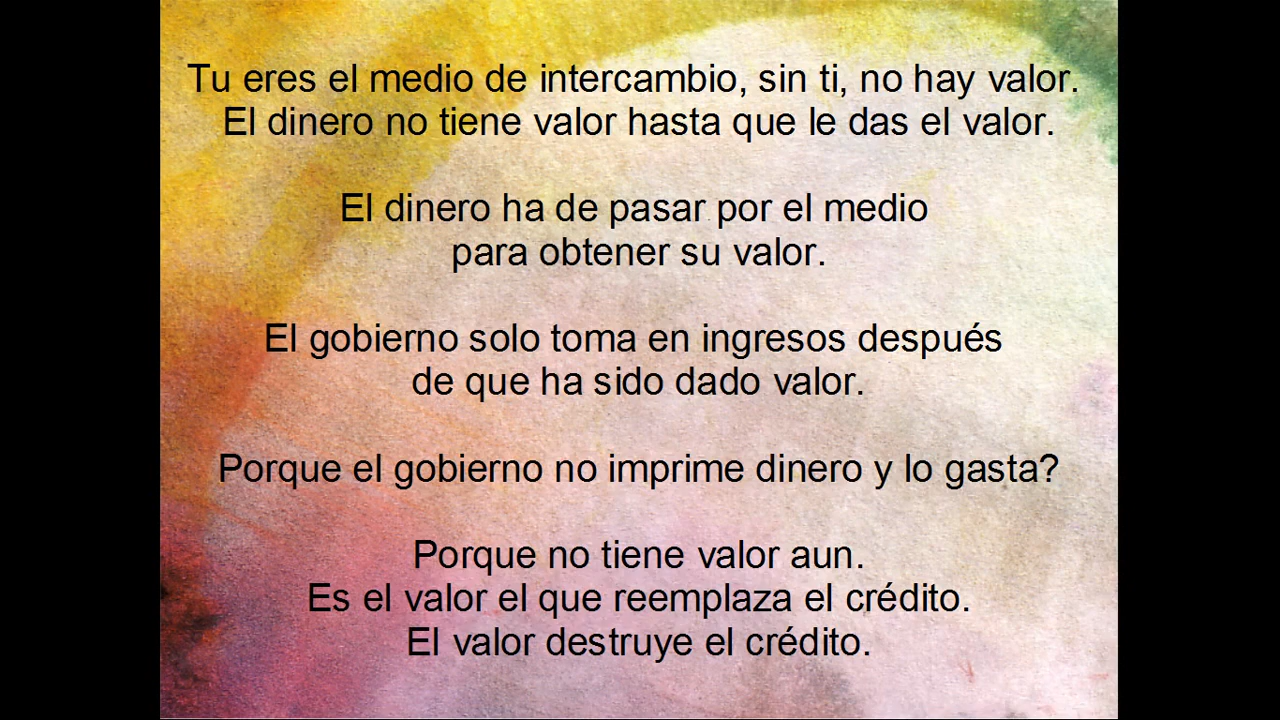 Tu eres el medio de intercambio, sin ti, no hay valor.
El dinero no tiene valor hasta que le das el valor.
El dinero ha de pasar por el medio
para obtener su valor.
El gobierno solo toma en ingresos después
de que ha sido dado valor.
Porque el gobierno no imprime dinero y lo gasta?
Porque no tiene valor aun.
Es el valor el que reemplaza el crédito.
El valor destruye el crédito.